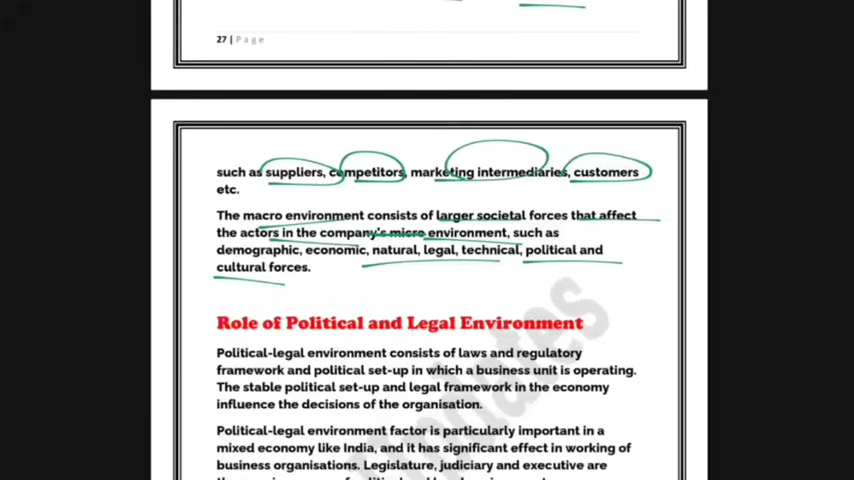 27 | Page
such as suppliers, competitors, marketing intermediaries, customers
etc.
The macro environment consists of larger societal forces that affect
the actors in the company's micro environment, such as
demographic, economic, natural, legal, technical, political and
cultural forces.
Role of Political and Legal Environment
Political-legal environment consists of laws and regulatory
framework and political set-up in which a business unit is operating.
The stable political set-up and legal framework in the economy
influence the decisions of the organisation.
Political-legal environment factor is particularly important in a
mixed economy like India, and it has significant effect in working of
business organisations. Legislature, judiciary and executive are